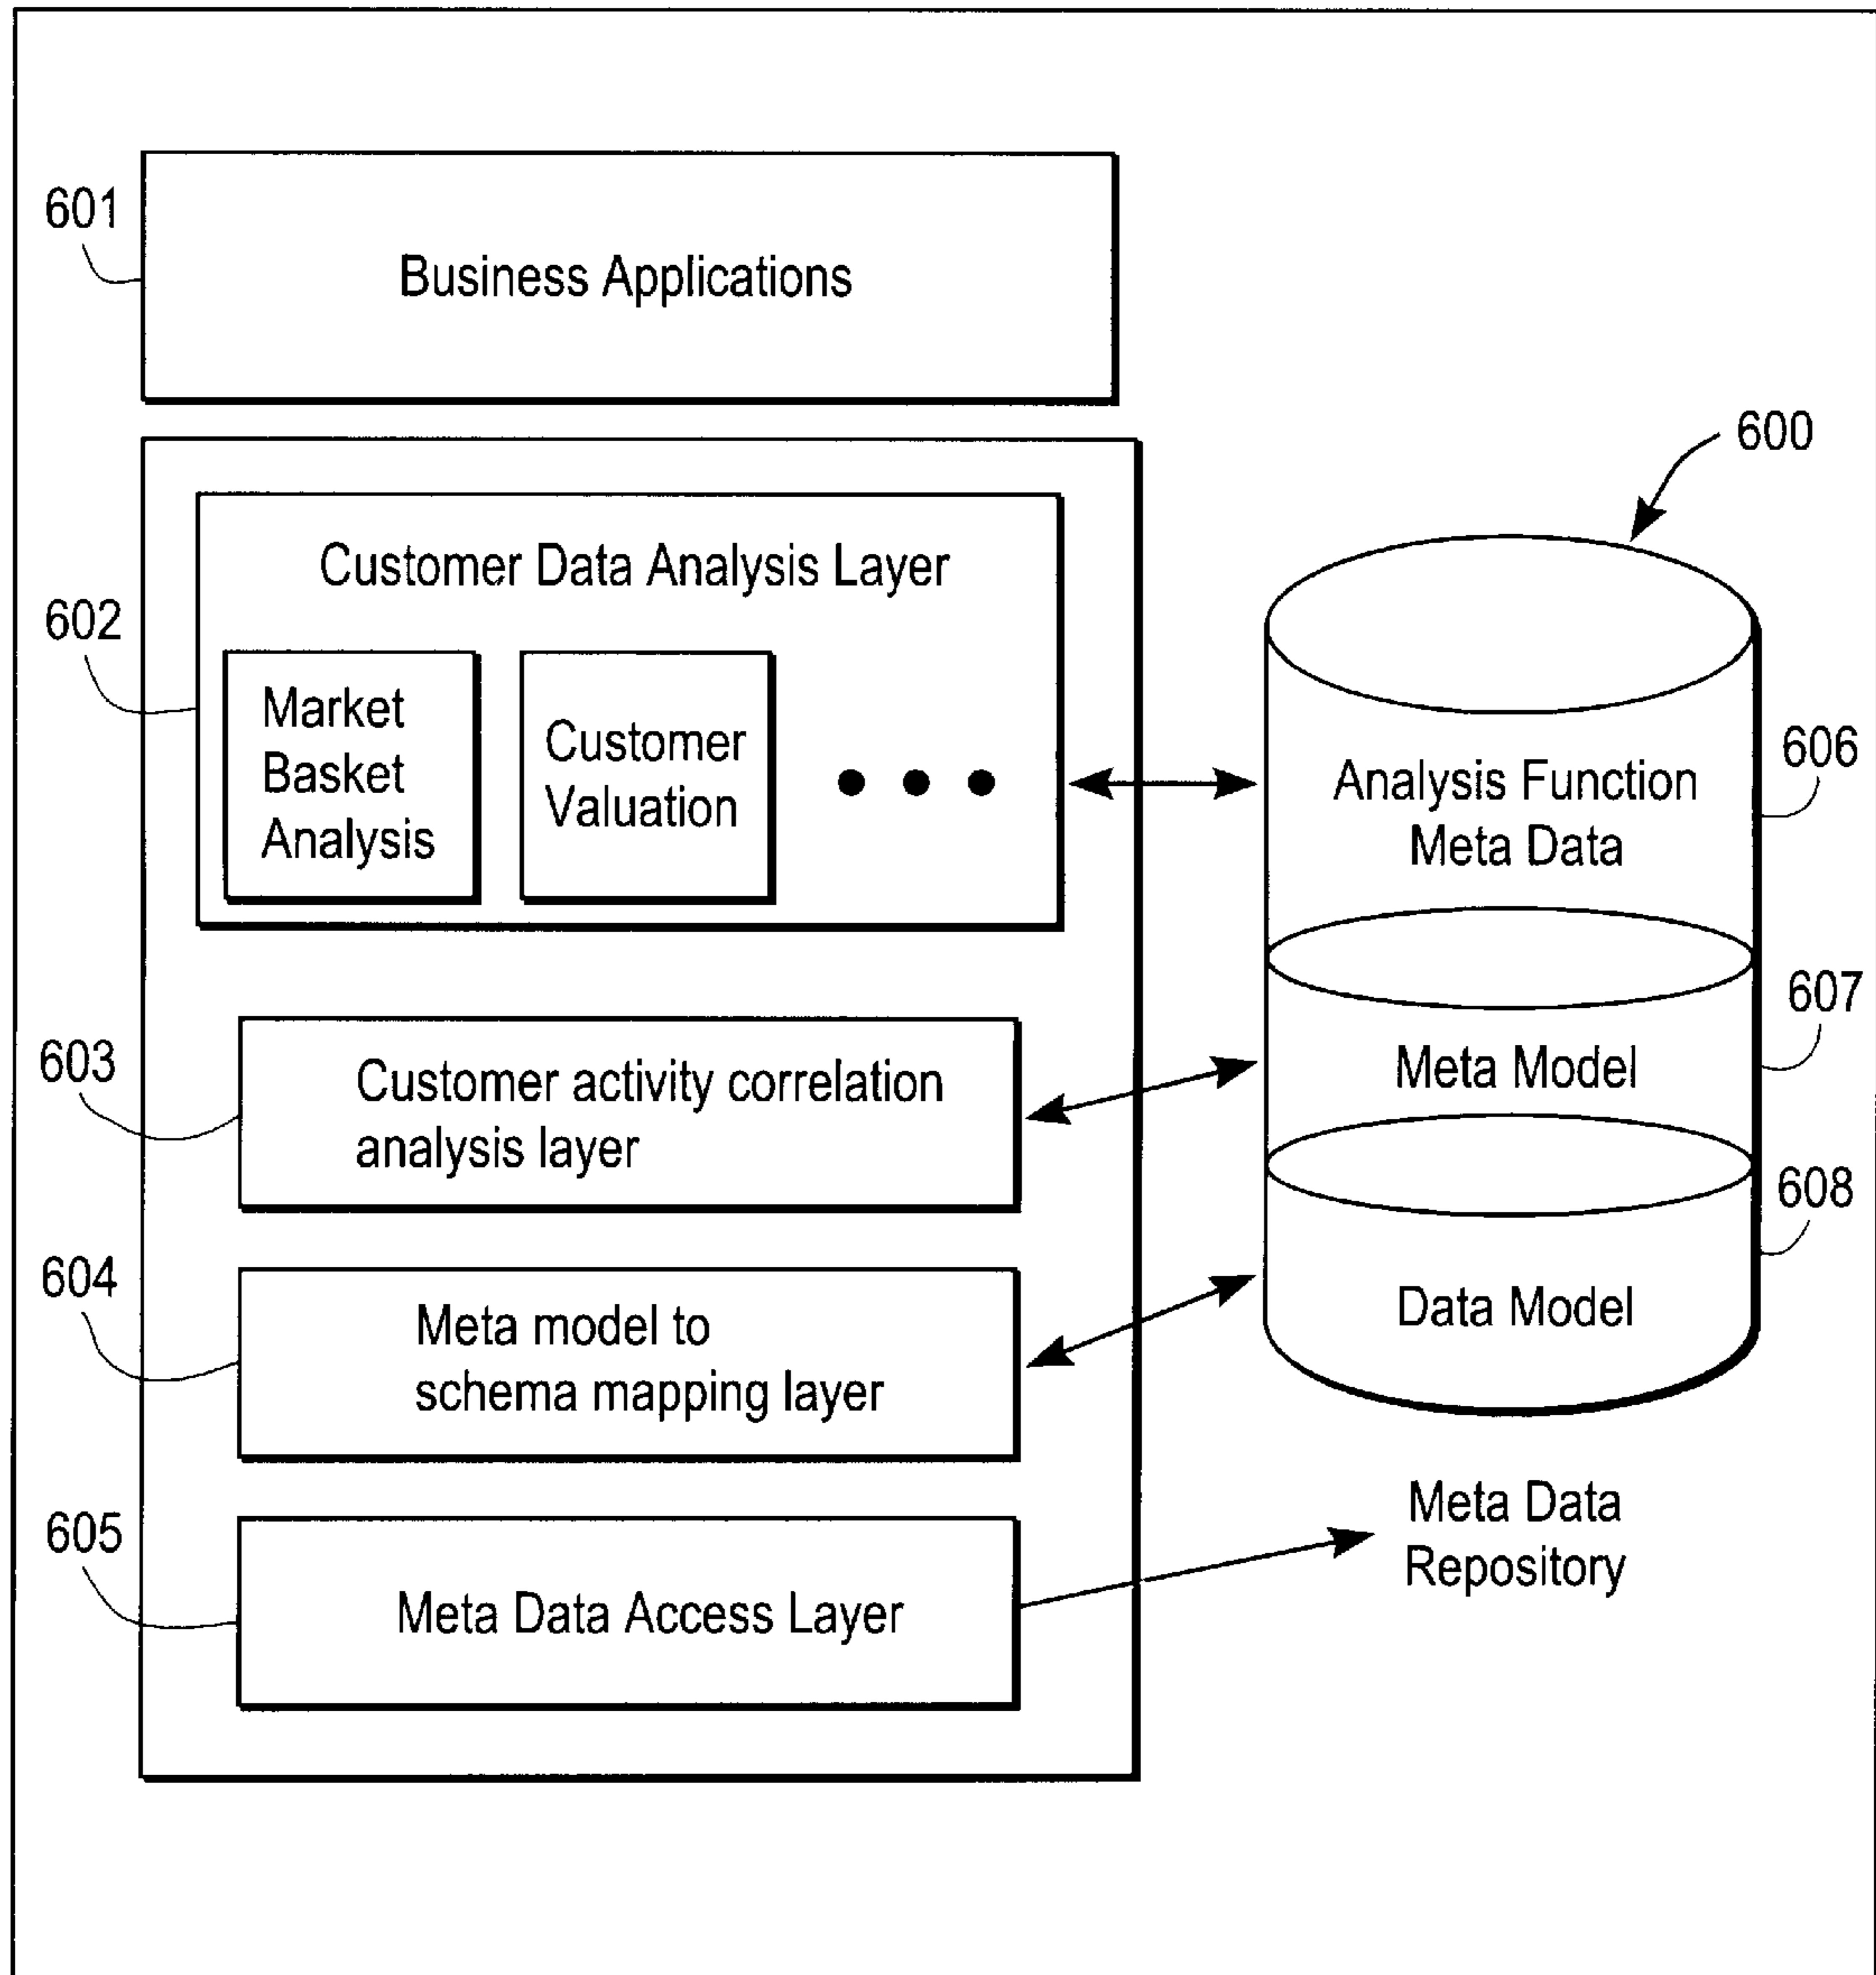 601
Business Applications
600
Customer Data Analysis Layer
602
Market
Basket
Analysis
Customer
Valuation
606
Analysis Function
Meta Data
607
603
Customer activity correlation
analysis layer
Meta Model
608
604
Meta model to
schema mapping layer
Data Model
605
Meta Data Access Layer
Meta Data
Repository